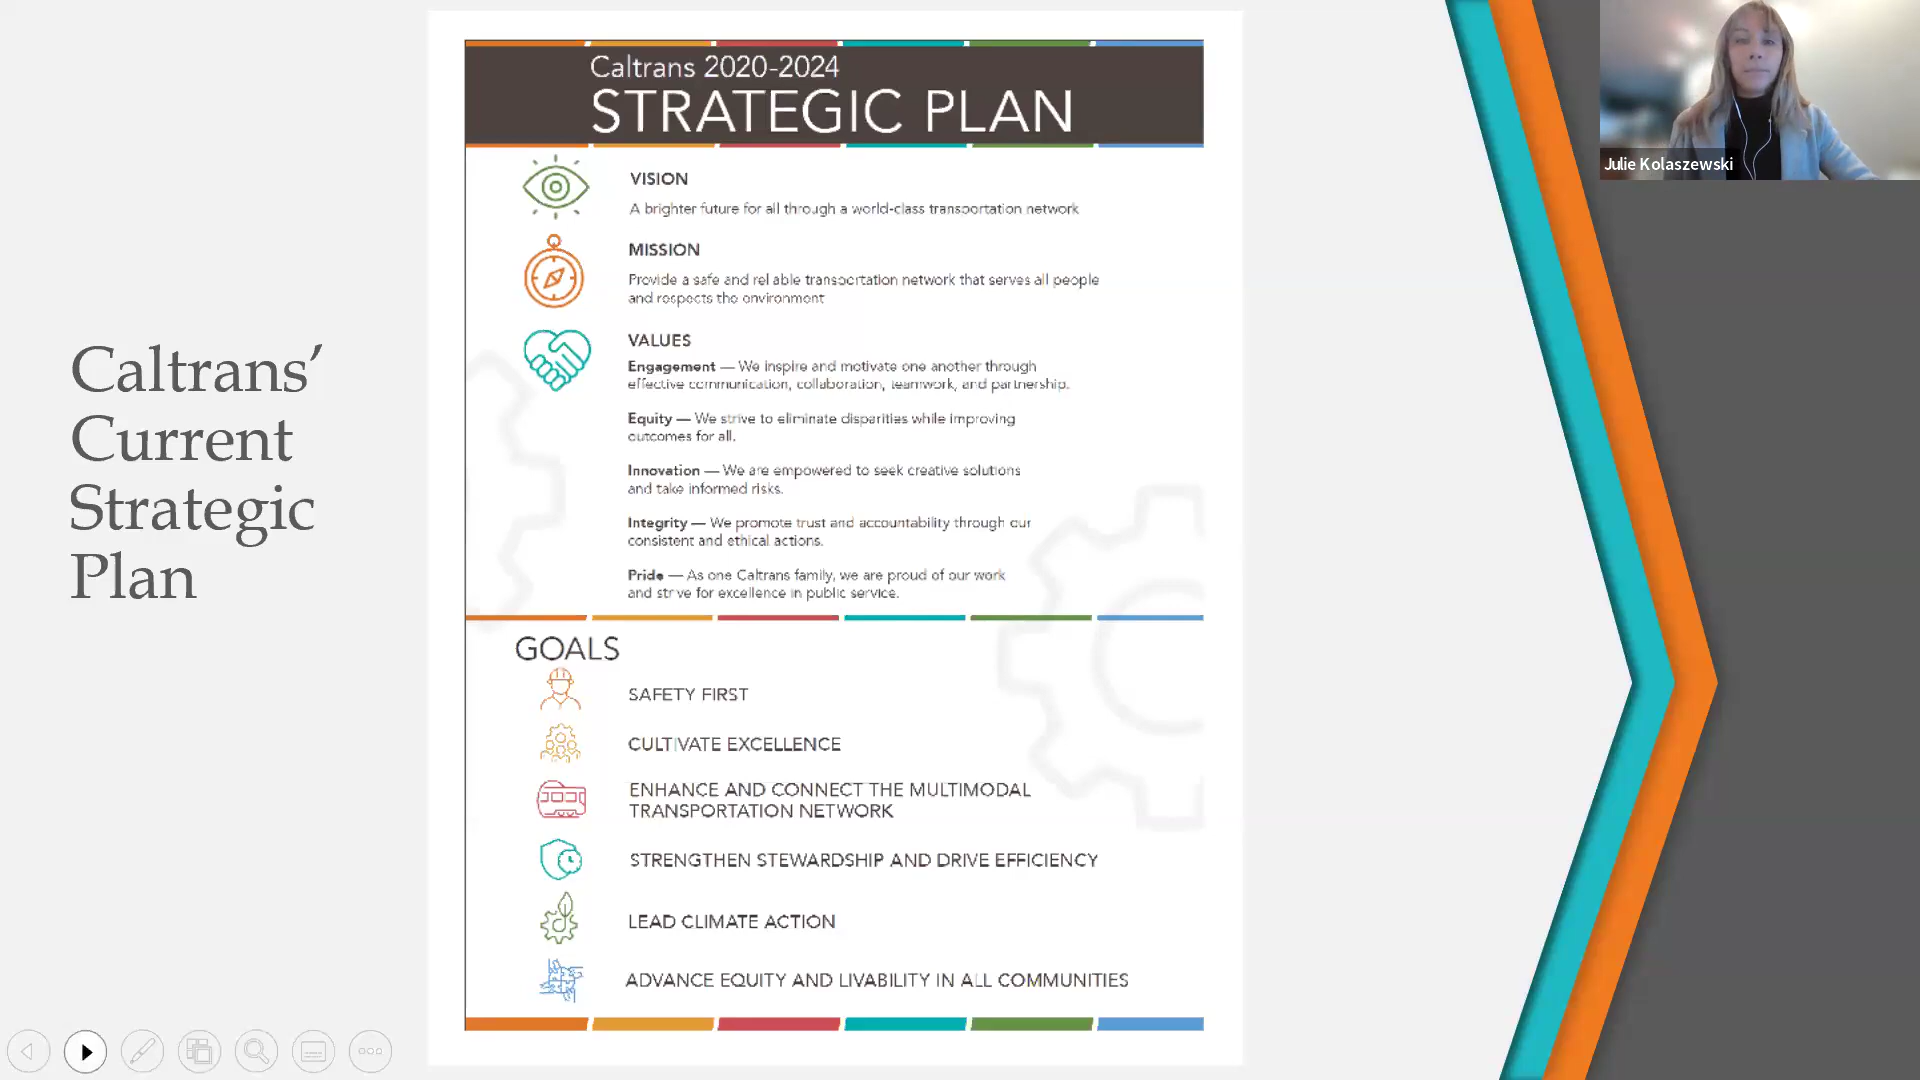 Caltrans’
Current
Strategic
Plan
Caltrans 2020-2024
STRATEGIC PLAN
VISION
A brighter future for all through a world-class transportation network
MISSION
Provide a safe and reliable transportation network that serves all people
and respects the environment
VALUES
Engagement — We inspire and motivate one another through
effective communication, collaboration, teamwork, and partnership.
Equity — We strive to eliminate disparities while improving
outcomes for all.
Innovation — We are empowered to seek creative solutions
and take informed risks.
Integrity — We promote trust and accountability through our
consistent and ethical actions.
Pride — As one Caltrans family, we are proud of our work
and strive for excellence in public service.
GOALS
SAFETY FIRST
CULTIVATE EXCELLENCE
ENHANCE AND CONNECT THE MULTIMODAL
TRANSPORTATION NETWORK
STRENGTHEN STEWARDSHIP AND DRIVE EFFICIENCY
LEAD CLIMATE ACTION
ADVANCE EQUITY AND LIVABILITY IN ALL COMMUNITIES
Julie Kolaszewski